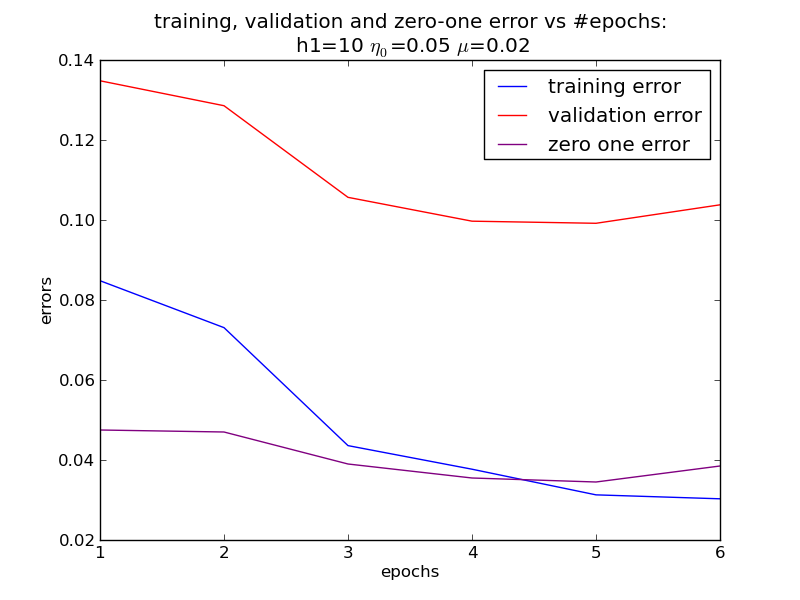 training, validation and zero-one error vs #epochs:
h1=10 η₀=0.05 μ=0.02
training error
validation error
zero one error
0.14
0.12
0.10
0.08
0.06
0.04
0.02
errors
1 2 3 4 5 6
epochs